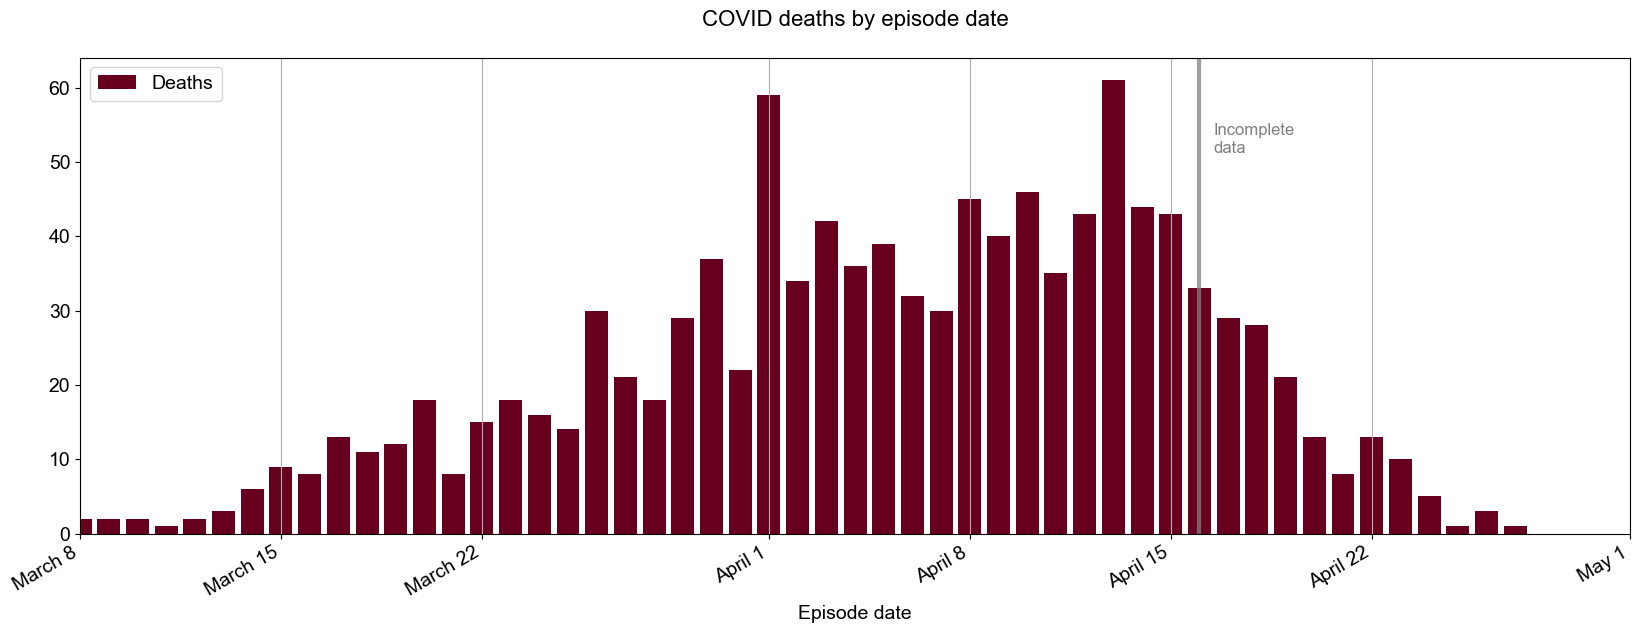 COVID deaths by episode date
Deaths
60
50
40
30
20
10
0
Incomplete
data
March 8
March 15
March 22
April 1
April 8
April 15
April 22
May 1
Episode date